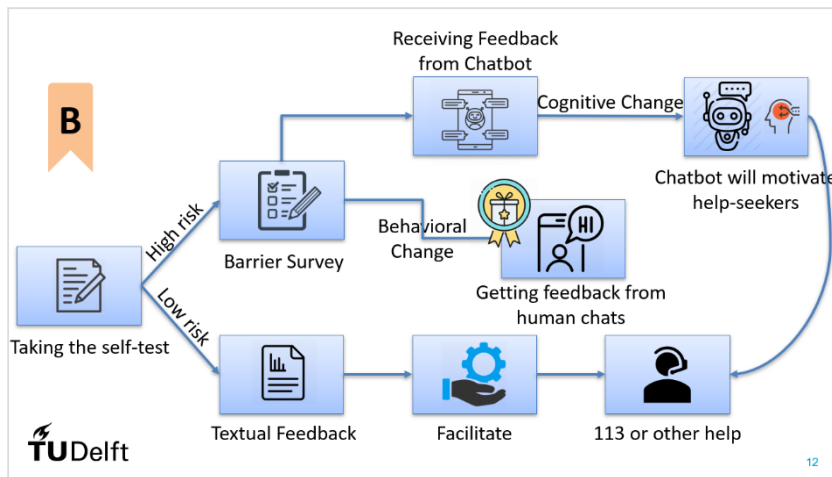 B
Receiving Feedback
from Chatbot
Cognitive Change
Chatbot will motivate
help-seekers
High risk
Barrier Survey
Behavioral
Change
HI
Getting feedback from
human chats
Taking the self-test
Low risk
Textual Feedback
Facilitate
113 or other help
TUDelft
12